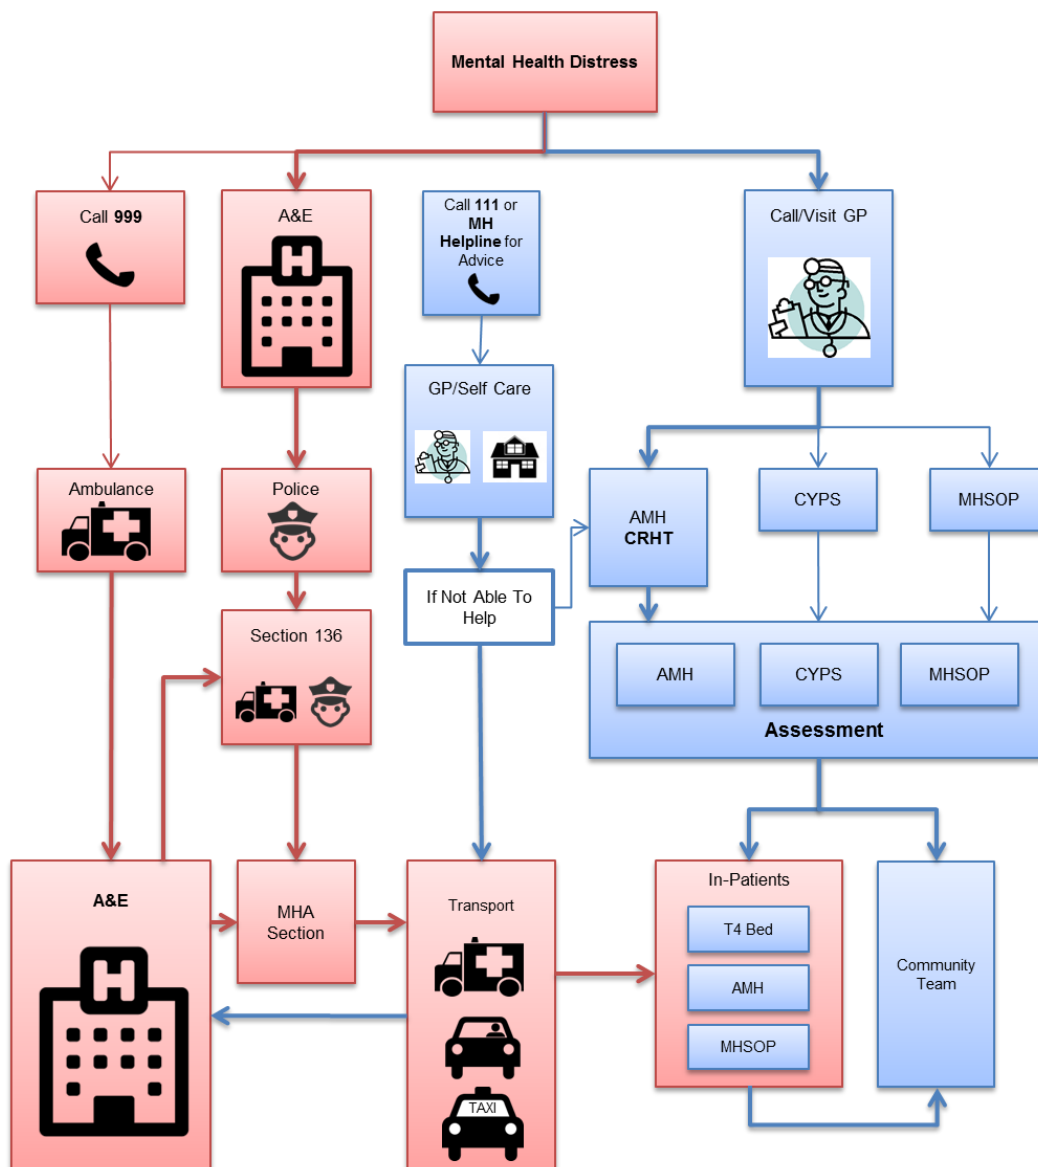 Mental Health Distress
Call 999
A&E
Call 111 or
MH
Helpline for
Advice
Call/Visit GP
GP/Self Care
Ambulance
Police
AMH
CRHT
CYPS
MHSOP
If Not Able To
Help
Section 136
AMH
CYPS
MHSOP
Assessment
A&E
MHA
Section
Transport
TAXI
In-Patients
T4 Bed
AMH
MHSOP
Community
Team